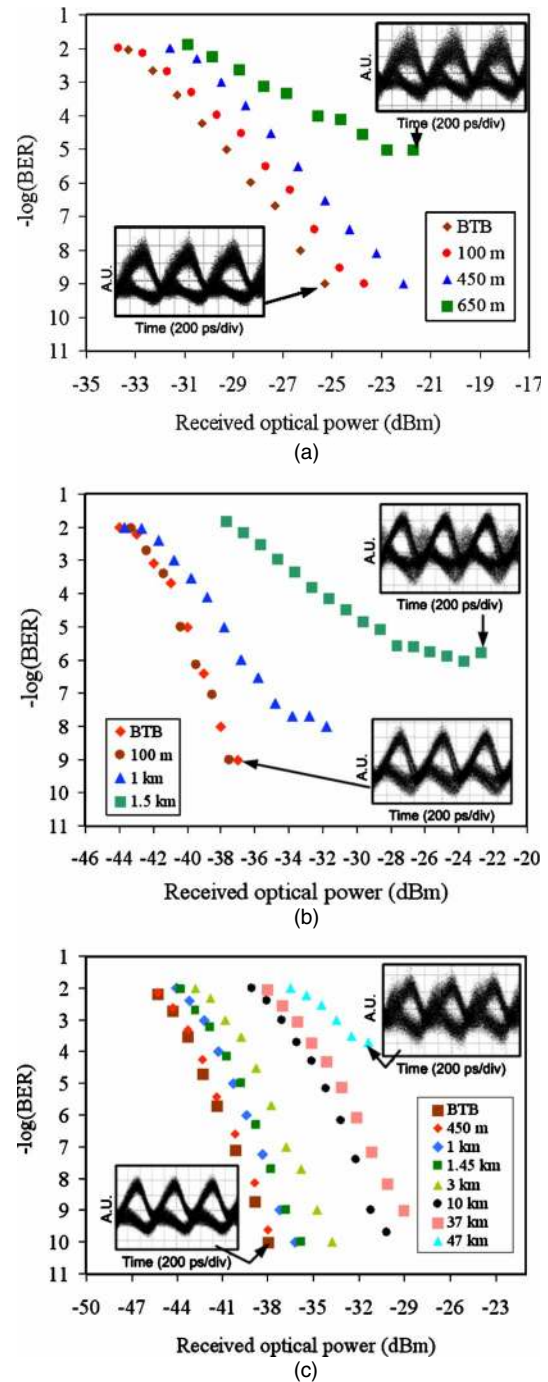 1
2
3
4
5
6
7
8
9
10
11
-log(BER)
A.U.
Time (200 ps/div)
A.U.
Time (200 ps/div)
BTB
100 m
450 m
650 m
-35 -33 -31 -29 -27 -25 -23 -21 -19 -17
Received optical power (dBm)
(a)
1
2
3
4
5
6
7
8
9
10
11
-log(BER)
A.U.
Time (200 ps/div)
BTB
100 m
1 km
1.5 km
A.U.
Time (200 ps/div)
-46 -44 -42 -40 -38 -36 -34 -32 -30 -28 -26 -24 -22 -20
Received optical power (dBm)
(b)
1
2
3
4
5
6
7
8
9
10
11
-log(BER)
A.U.
Time (200 ps/div)
BTB
450 m
1 km
1.45 km
3 km
10 km
37 km
47 km
A.U.
Time (200 ps/div)
-50 -47 -44 -41 -38 -35 -32 -29 -26 -23
Received optical power (dBm)
(c)